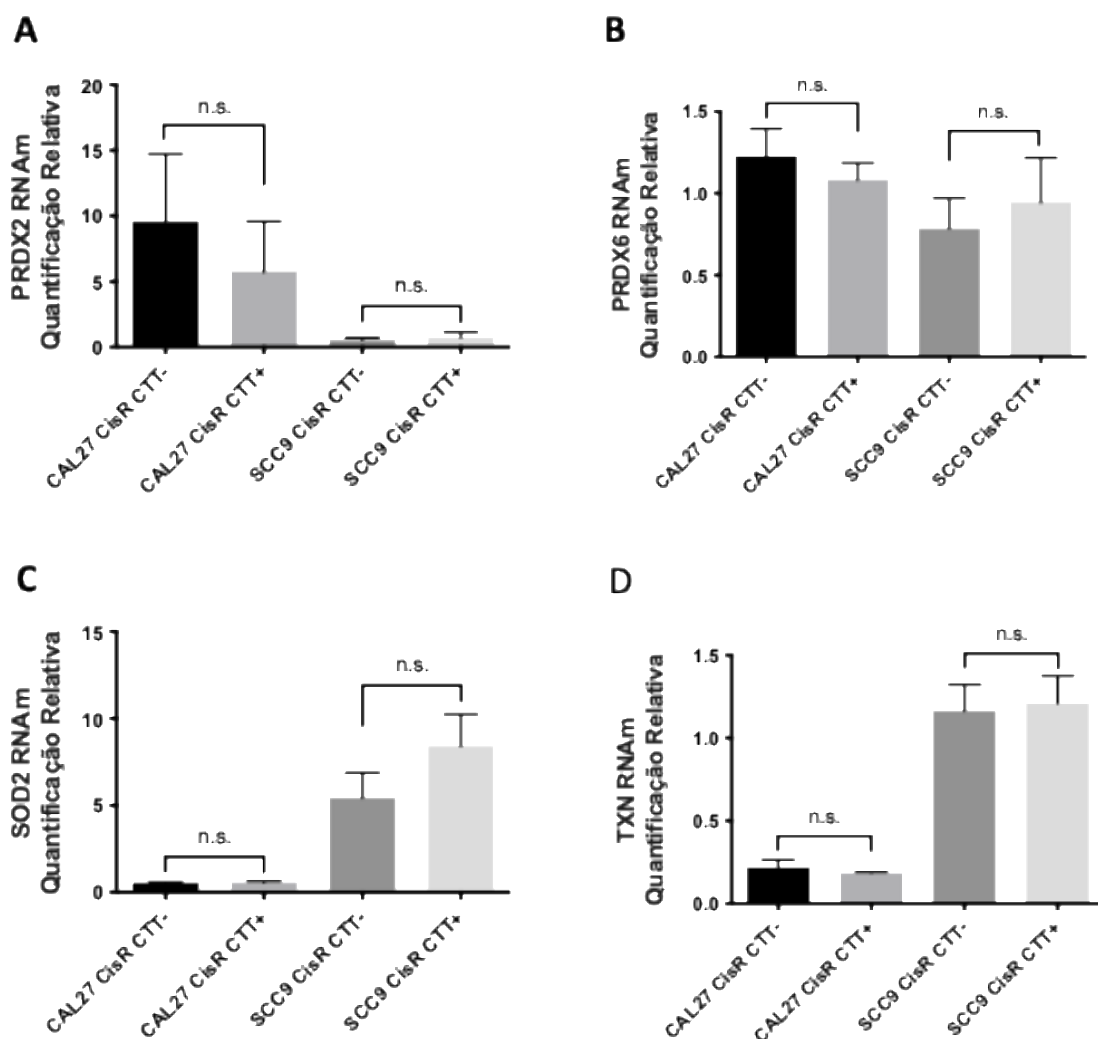 A
PRDX2 RNAm
Quantificação Relativa
20
15
10
5
0
n.s.
n.s.
CAL27 CisR CTT-
CAL27 CisR CTT+
SCC9 CisR CTT-
SCC9 CisR CTT+
B
PRDX6 RNAm
Quantificação Relativa
1.5
1.0
0.5
0.0
n.s.
n.s.
CAL27 CisR CTT-
CAL27 CisR CTT+
SCC9 CisR CTT-
SCC9 CisR CTT+
C
SOD2 RNAm
Quantificação Relativa
15
10
5
0
n.s.
n.s.
CAL27 CisR CTT-
CAL27 CisR CTT+
SCC9 CisR CTT-
SCC9 CisR CTT+
D
TXN RNAm
Quantificação Relativa
1.5
1.0
0.5
0.0
n.s.
n.s.
CAL27 CisR CTT-
CAL27 CisR CTT+
SCC9 CisR CTT-
SCC9 CisR CTT+